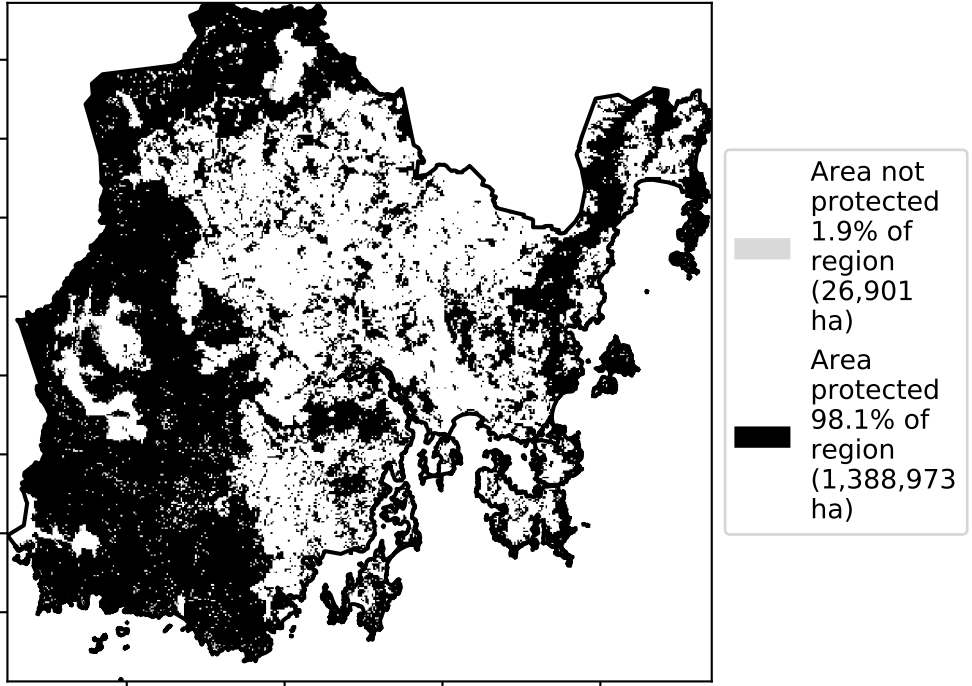 Area not
protected
1.9% of
region
(26,901
ha)
Area
protected
98.1% of
region
(1,388,973
ha)